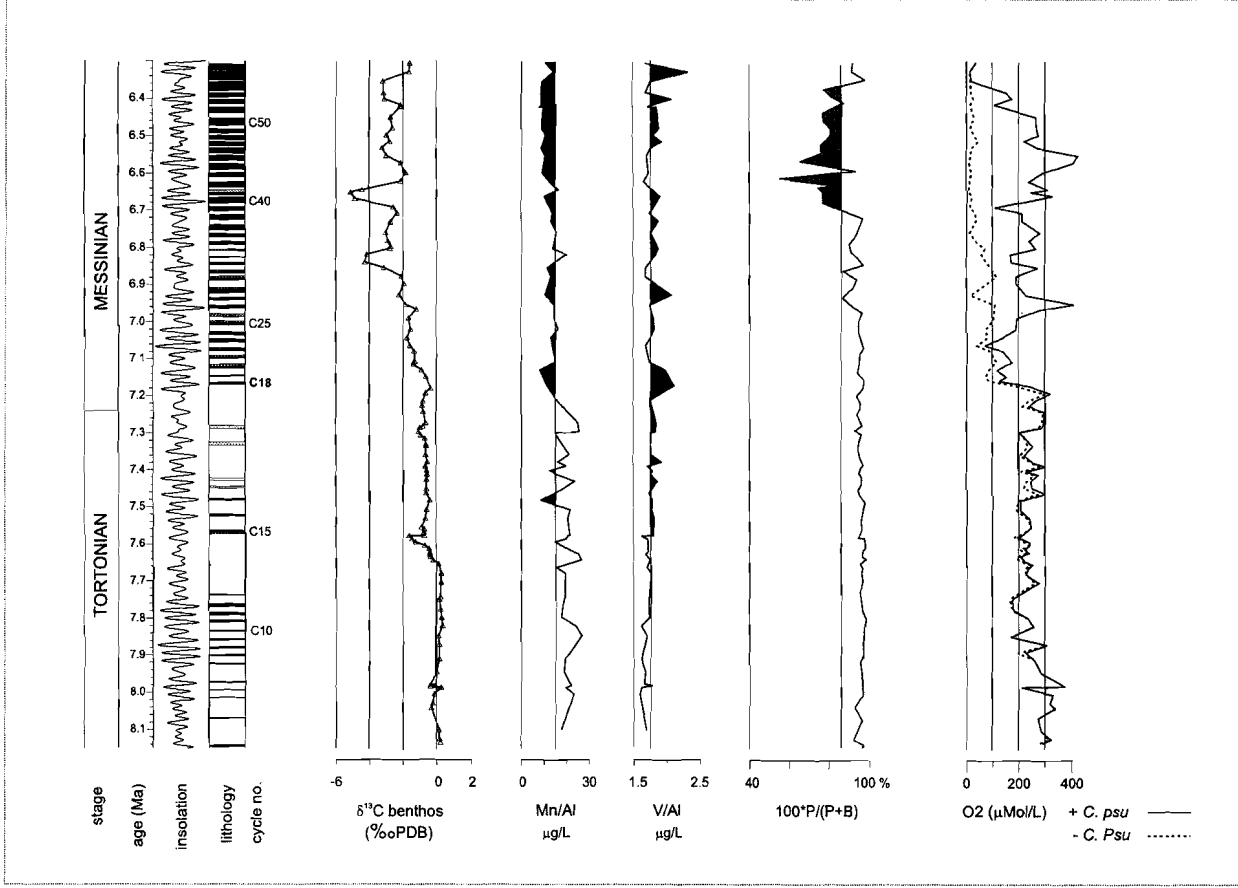 MESSINIAN
TORTONIAN
6.4
6.5
6.6
6.7
6.8
6.9
7.0
7.1
7.2
7.3
7.4
7.5
7.6
7.7
7.8
7.9
8.0
8.1
C50
C40
C25
C18
C15
C10
stage
age (Ma)
insolation
lithology
cycle no.
-6 0 2
δ¹³C benthos
(‰PDB)
0 30
Mn/Al
µg/L
1.5 2.5
V/Al
µg/L
40 100 %
100*P/(P+B)
0 200 400
O2 (µMol/L)
+ C. psu
- C. Psu